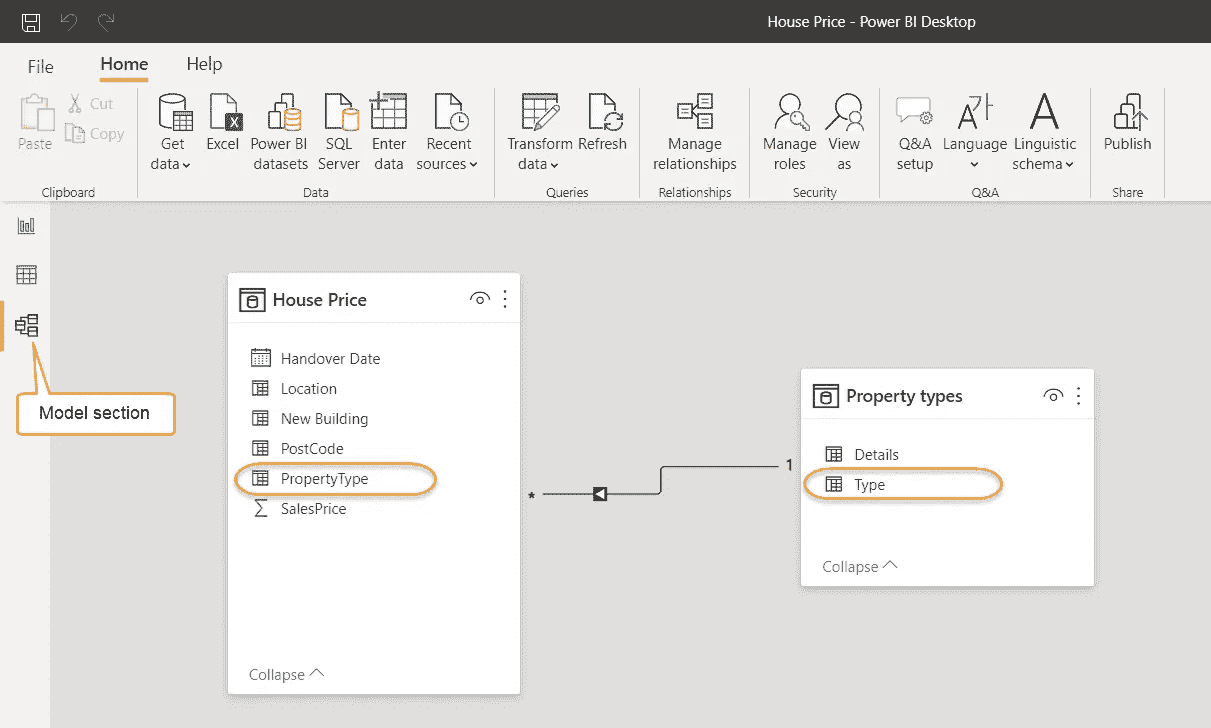 House Price - Power BI Desktop
File Home Help
Paste
Cut
Copy
Get data
Excel
Power BI datasets
SQL Server
Enter data
Recent sources
Transform data
Refresh
Manage relationships
Manage roles
View as
Q&A setup
Language
Linguistic schema
Publish
Clipboard
Data
Queries
Relationships
Security
Q&A
Share
Model section
House Price
Handover Date
Location
New Building
PostCode
PropertyType
SalesPrice
Collapse
*
1
Property types
Details
Type
Collapse